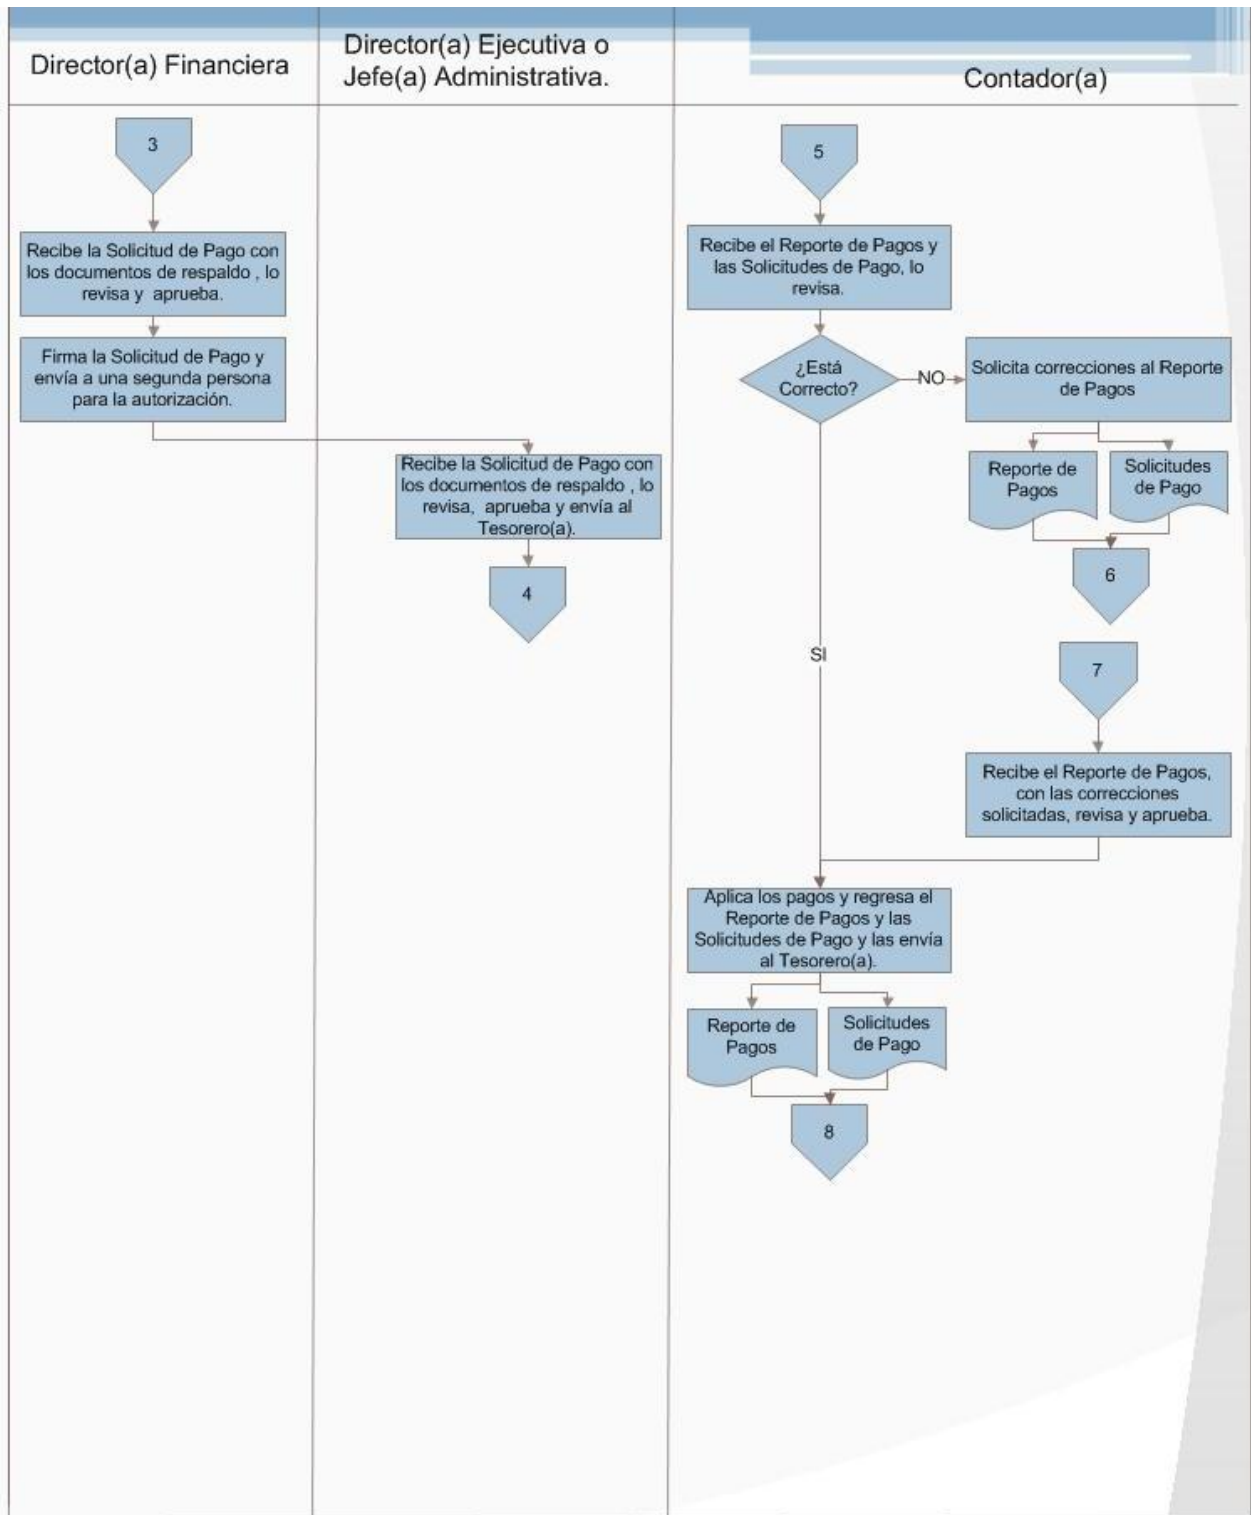 Director(a) Financiera
Director(a) Ejecutiva o
Jefe(a) Administrativa.
Contador(a)
3
Recibe la Solicitud de Pago con
los documentos de respaldo , lo
revisa y aprueba.
Firma la Solicitud de Pago y
envía a una segunda persona
para la autorización.
Recibe la Solicitud de Pago con
los documentos de respaldo , lo
revisa, aprueba y envía al
Tesorero(a).
4
5
Recibe el Reporte de Pagos y
las Solicitudes de Pago, lo
revisa.
¿Está
Correcto?
NO
Solicita correcciones al Reporte
de Pagos
Reporte de
Pagos
Solicitudes
de Pago
6
SI
7
Recibe el Reporte de Pagos,
con las correcciones
solicitadas, revisa y aprueba.
Aplica los pagos y regresa el
Reporte de Pagos y las
Solicitudes de Pago y las envía
al Tesorero(a).
Reporte de
Pagos
Solicitudes
de Pago
8